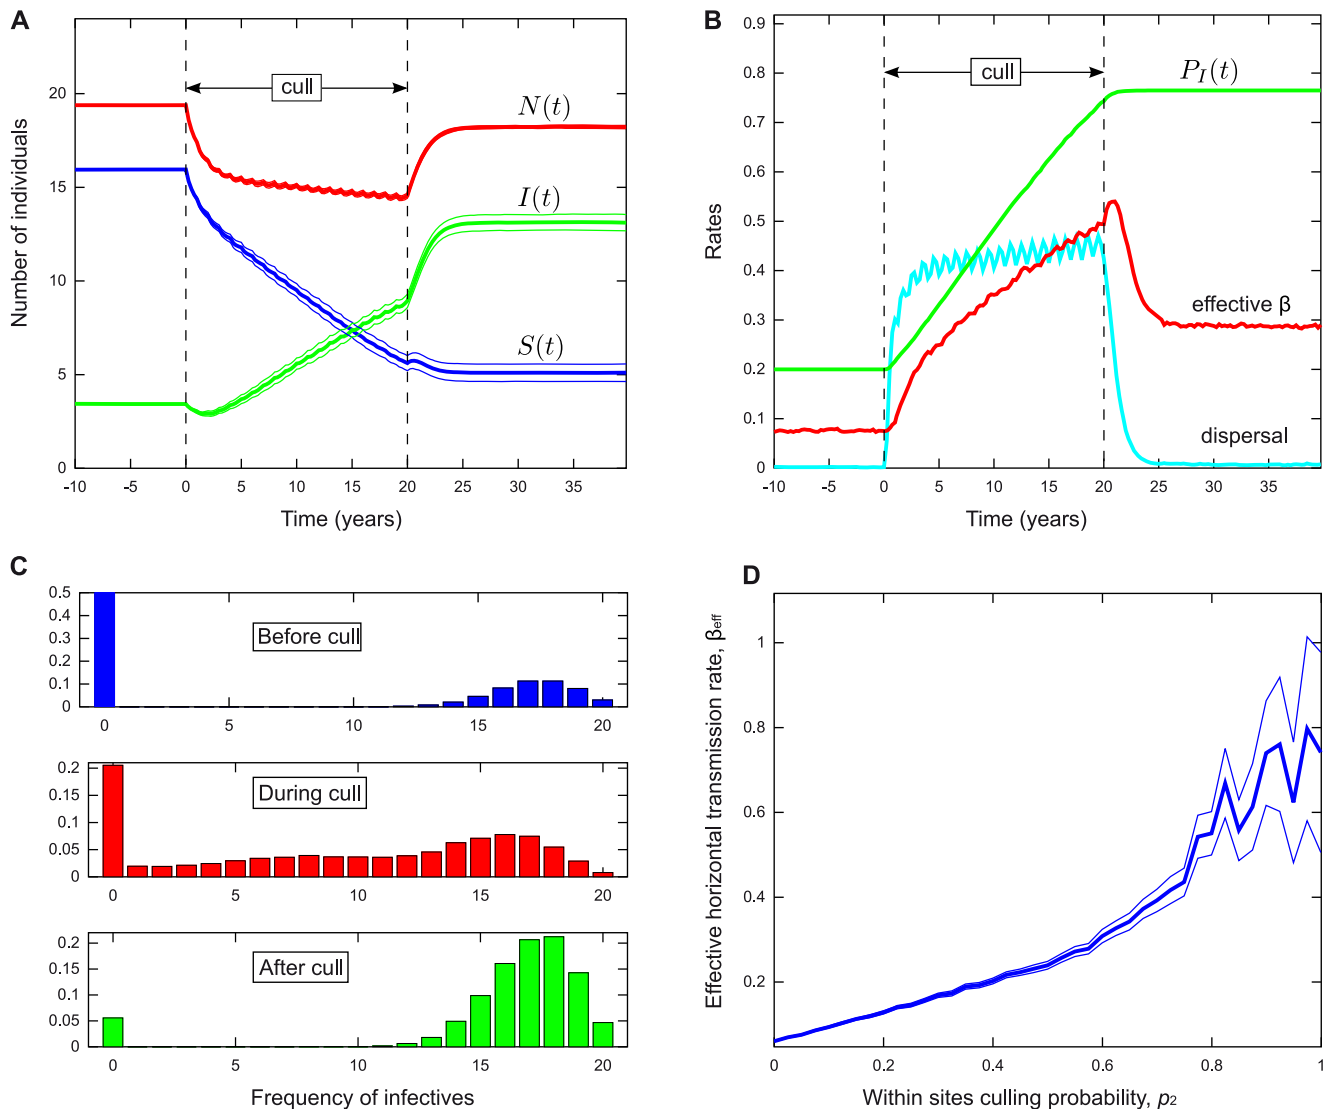 A
Number of individuals
20
15
10
5
0
cull
N(t)
I(t)
S(t)
-10 -5 0 5 10 15 20 25 30 35
Time (years)
B
Rates
0.9
0.8
0.7
0.6
0.5
0.4
0.3
0.2
0.1
0
cull
P_I(t)
effective β
dispersal
-10 -5 0 5 10 15 20 25 30 35
Time (years)
C
0.5
0.4
0.3
0.2
0.1
0
Before cull
0 5 10 15 20
0.2
0.15
0.1
0.05
0
During cull
0 5 10 15 20
0.2
0.15
0.1
0.05
0
After cull
0 5 10 15 20
Frequency of infectives
D
Effective horizontal transmission rate, βeff
1
0.8
0.6
0.4
0.2
0 0.2 0.4 0.6 0.8 1
Within sites culling probability, p2